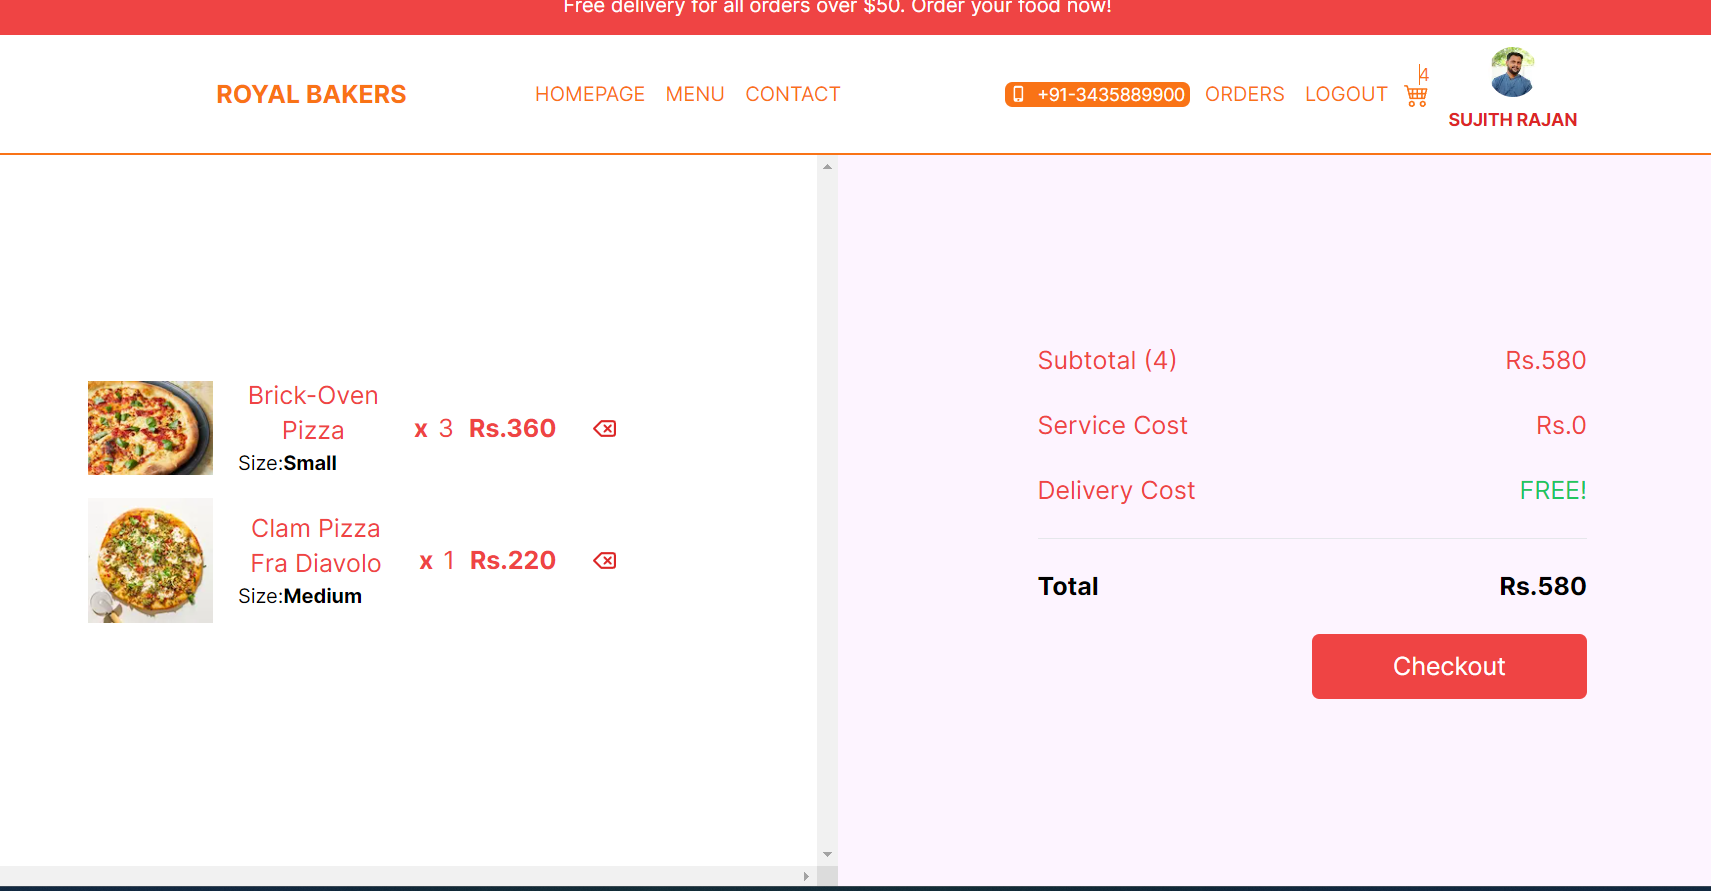 Free delivery for all orders over $50. Order your food now!
ROYAL BAKERS
HOMEPAGE MENU CONTACT
+91-3435889900 ORDERS LOGOUT 4
SUJITH RAJAN
Brick-Oven
Pizza
x 3 Rs.360
Size:Small
Clam Pizza
Fra Diavolo
x 1 Rs.220
Size:Medium
Subtotal (4) Rs.580
Service Cost Rs.0
Delivery Cost FREE!
Total Rs.580
Checkout